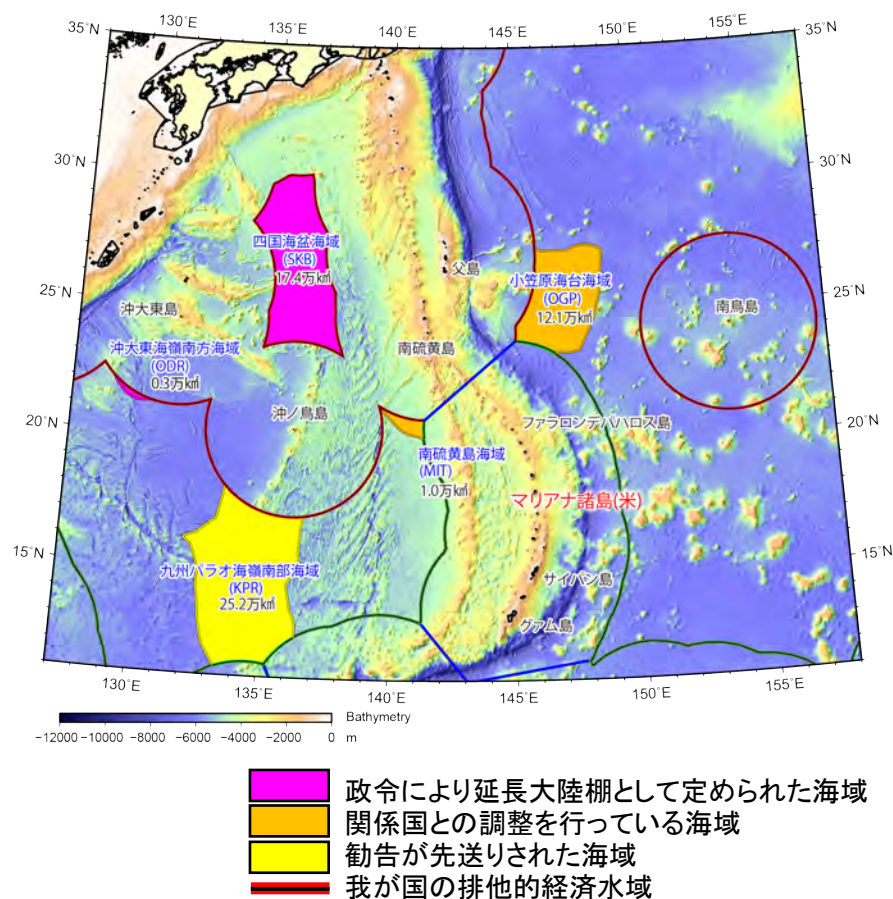 130°E 135°E 140°E 145°E 150°E 155°E
35°N 35°N
30°N 30°N
四国海盆海域
(SKB)
17.4万k㎡
父島
小笠原海台海域
(OGP)
12.1万k㎡
25°N 25°N
南鳥島
沖大東島
沖大東海嶺南方海域
(ODR)
0.3万k㎡
南硫黄島
20°N 20°N
沖ノ鳥島
ファラロンデパハロス島
南硫黄島海域
(MIT)
1.0万k㎡
マリアナ諸島(米)
15°N 15°N
九州パラオ海嶺南部海域
(KPR)
25.2万k㎡
サイパン島
グァム島
130°E 135°E 140°E 145°E 150°E 155°E
Bathymetry
−12000 −10000 −8000 −6000 −4000 −2000 0 m
政令により延長大陸棚として定められた海域
関係国との調整を行っている海域
勧告が先送りされた海域
我が国の排他的経済水域